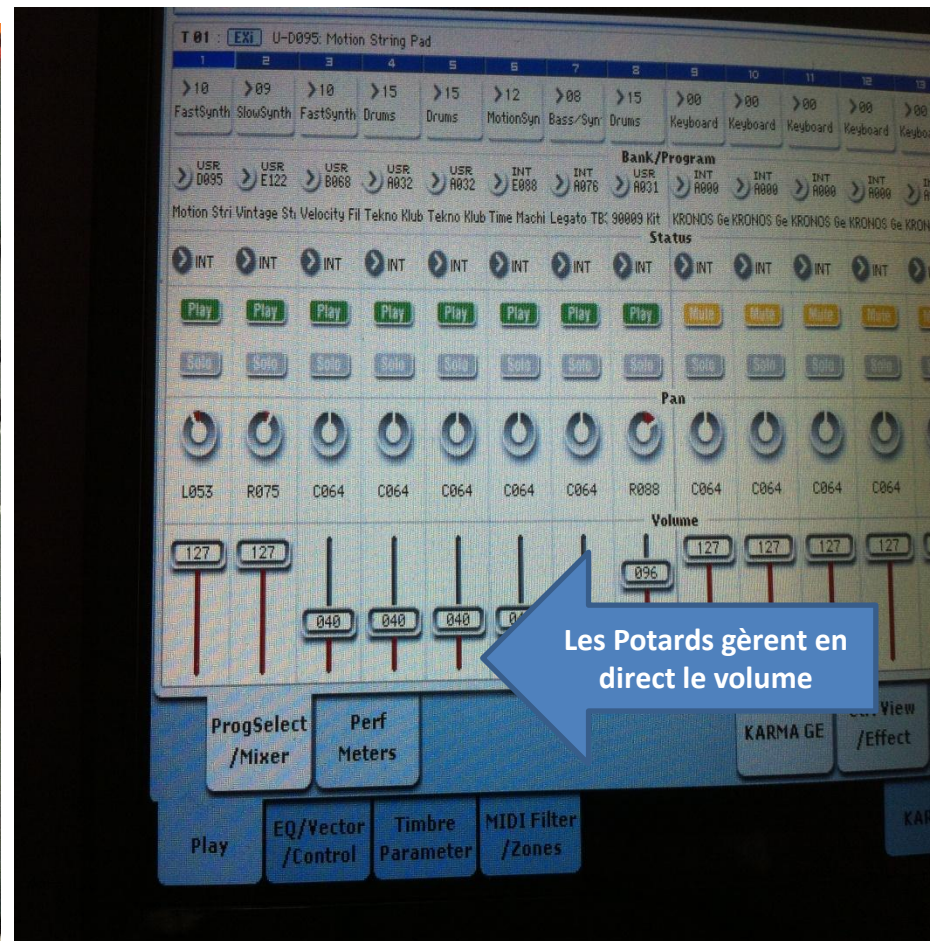 T 01 : EXi U-D095: Motion String Pad
1 2 3 4 5 6 7 8 9 10 11 12 13
>10 >09 >10 >15 >15 >12 >08 >15 >00 >00 >00 >00 >00
FastSynth SlowSynth FastSynth Drums Drums MotionSyn Bass/Syn Drums Keyboard Keyboard Keyboard Keyboard Keybo
Bank/Program
USR USR USR USR USR INT INT USR INT INT INT INT
D095 E122 B068 A032 A032 E088 A076 A031 A000 A000 A000 A000
Motion Stri Vintage St Velocity Fil Tekno Klub Tekno Klub Time Machi Legato TB 90009 Kit KRONOS Ge KRONOS Ge KRONOS Ge KRONOS Ge KRON
Status
INT INT INT INT INT INT INT INT INT INT INT INT
Play Play Play Play Play Play Play Play Mute Mute Mute Mute
Solo Solo Solo Solo Solo Solo Solo Solo Solo Solo Solo Solo
Pan
L053 R075 C064 C064 C064 C064 C064 R088 C064 C064 C064 C064
Volume
127 127 127 127 127 127
096
040 040 040
Les Potards gèrent en
direct le volume
ProgSelect
/Mixer
Perf
Meters
KARMA GE
View
/Effect
Play
EQ/Vector
/Control
Timbre
Parameter
MIDI Filter
/Zones
KAR